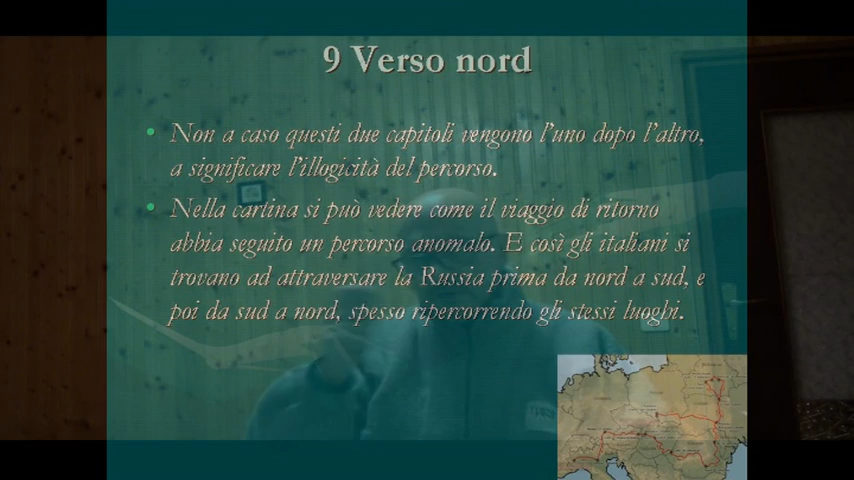 9 Verso nord
• Non a caso questi due capitoli vengono l'uno dopo l'altro,
a significare l'illogicità del percorso.
• Nella cartina si può vedere come il viaggio di ritorno
abbia seguito un percorso anomalo. E così gli italiani si
trovano ad attraversare la Russia prima da nord a sud, e
poi da sud a nord, spesso ripercorrendo gli stessi luoghi.